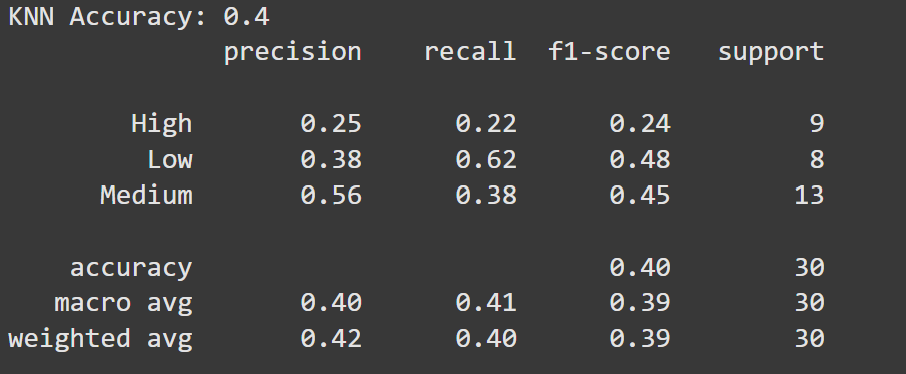 KNN Accuracy: 0.4
precision recall f1-score support
High 0.25 0.22 0.24 9
Low 0.38 0.62 0.48 8
Medium 0.56 0.38 0.45 13
accuracy 0.40 30
macro avg 0.40 0.41 0.39 30
weighted avg 0.42 0.40 0.39 30